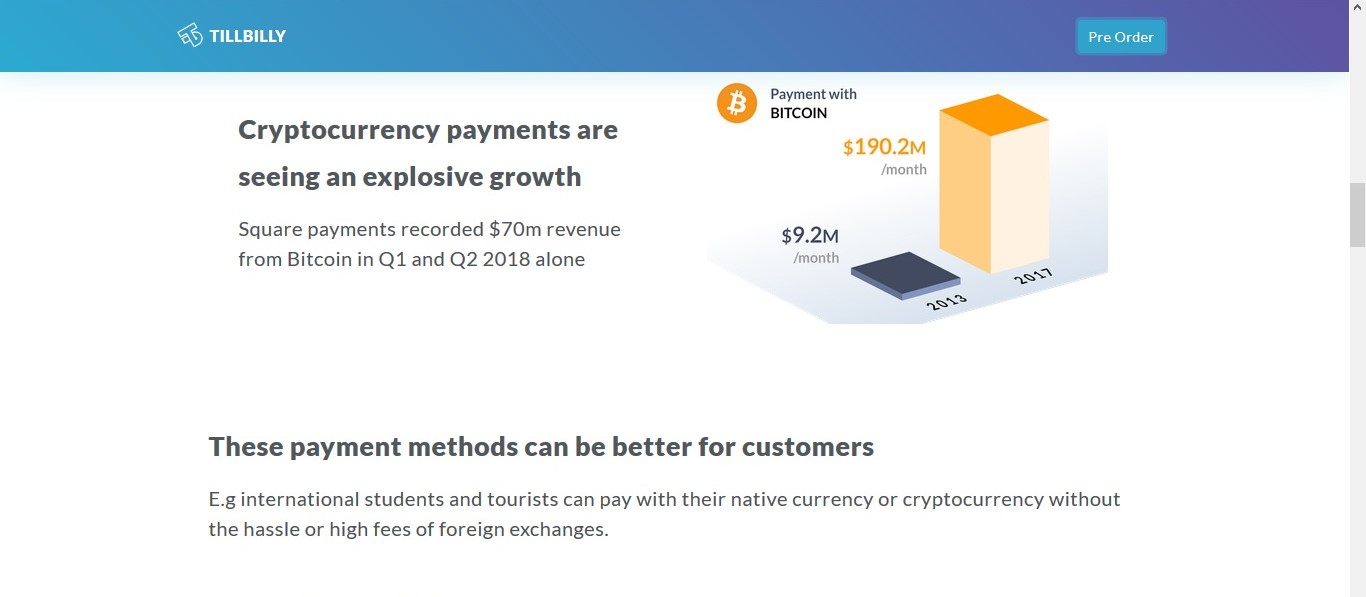 TILLBILLY
Pre Order
Cryptocurrency payments are
seeing an explosive growth
Square payments recorded $70m revenue
from Bitcoin in Q1 and Q2 2018 alone
Payment with
BITCOIN
$190.2M
/month
$9.2M
/month
2013
2017
These payment methods can be better for customers
E.g international students and tourists can pay with their native currency or cryptocurrency without
the hassle or high fees of foreign exchanges.